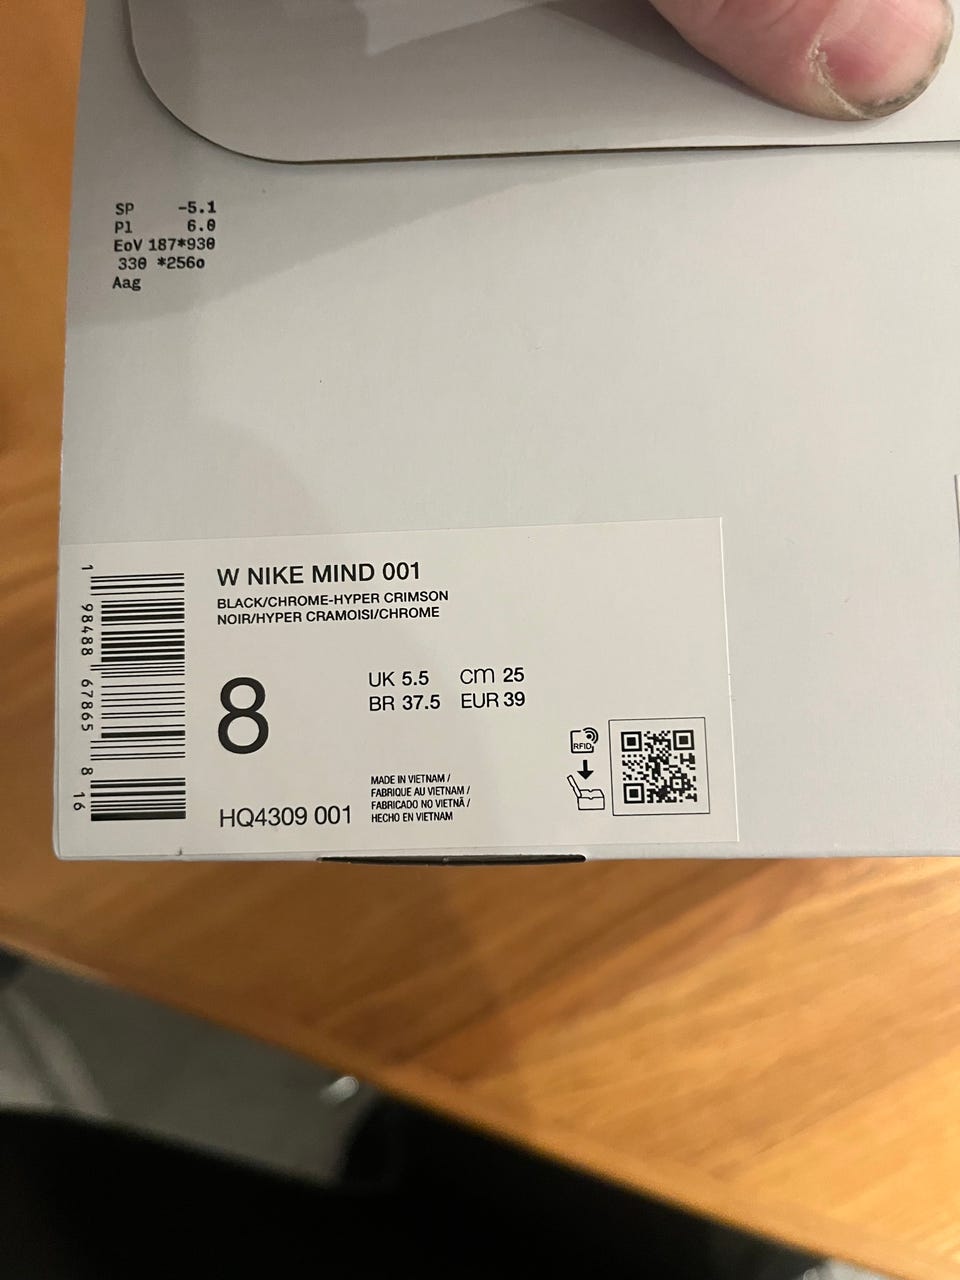 SP -5.1
Pl 6.0
EoV 187*930
330 *256o
Aag
W NIKE MIND 001
BLACK/CHROME-HYPER CRIMSON
NOIR/HYPER CRAMOISI/CHROME
8
UK 5.5 cm 25
BR 37.5 EUR 39
HQ4309 001
MADE IN VIETNAM /
FABRIQUE AU VIETNAM /
FABRICADO NO VIETNÃ /
HECHO EN VIETNAM
RFID
1 98488 67865 8 16